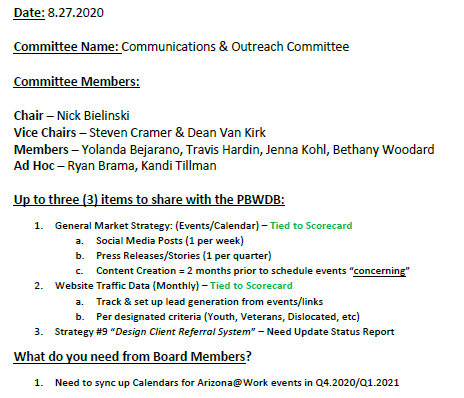 Date: 8.27.2020
Committee Name: Communications & Outreach Committee
Committee Members:
Chair – Nick Bielinski
Vice Chairs – Steven Cramer & Dean Van Kirk
Members – Yolanda Bejarano, Travis Hardin, Jenna Kohl, Bethany Woodard
Ad Hoc – Ryan Brama, Kandi Tillman
Up to three (3) items to share with the PBWDB:
1. General Market Strategy: (Events/Calendar) – Tied to Scorecard
a. Social Media Posts (1 per week)
b. Press Releases/Stories (1 per quarter)
c. Content Creation = 2 months prior to schedule events “concerning”
2. Website Traffic Data (Monthly) – Tied to Scorecard
a. Track & set up lead generation from events/links
b. Per designated criteria (Youth, Veterans, Dislocated, etc)
3. Strategy #9 “Design Client Referral System” – Need Update Status Report
What do you need from Board Members?
1. Need to sync up Calendars for Arizona@Work events in Q4.2020/Q1.2021